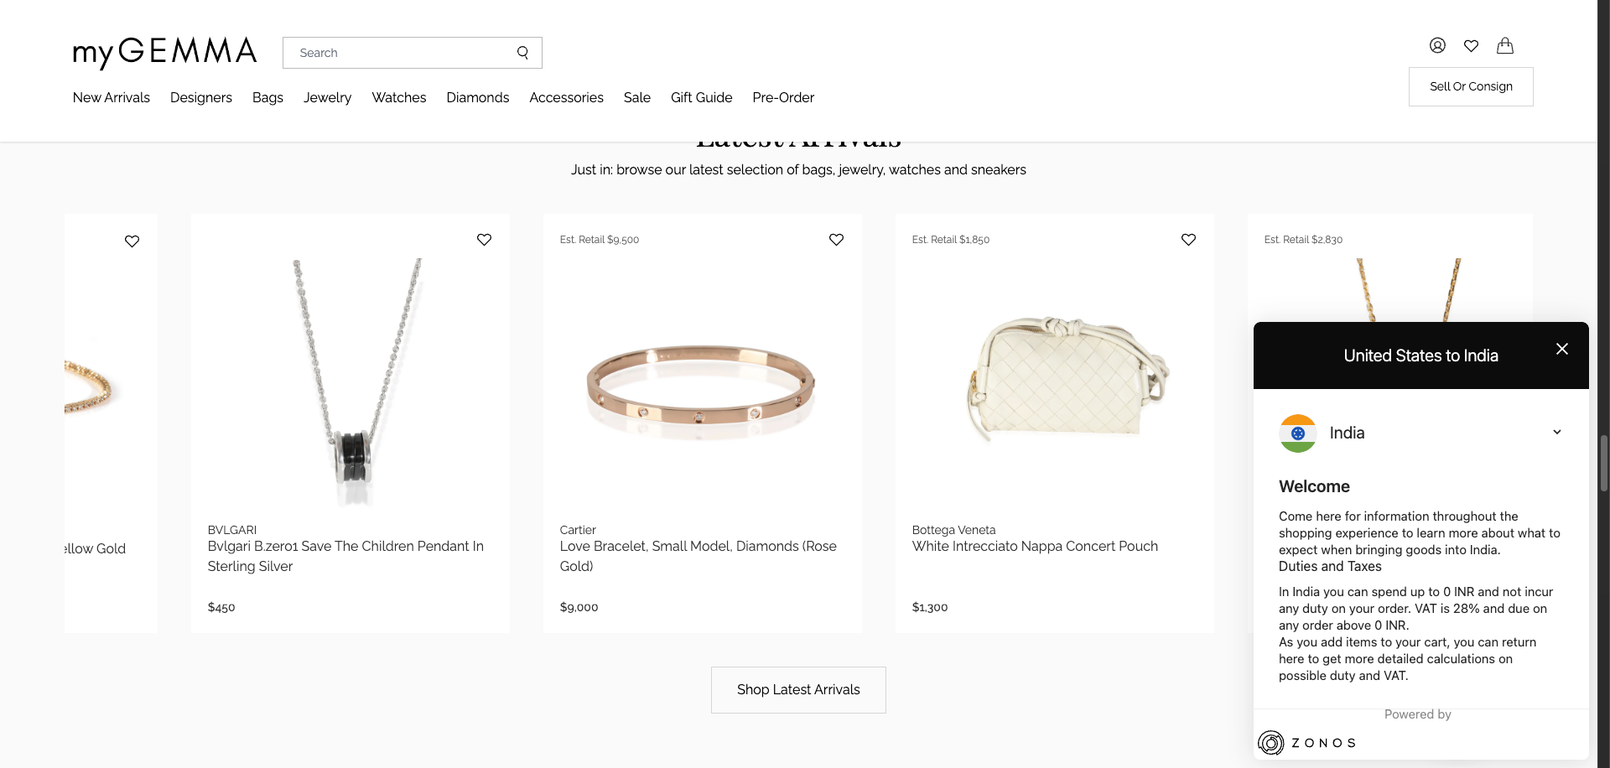 myGEMMA
Search
Sell Or Consign
New Arrivals
Designers
Bags
Jewelry
Watches
Diamonds
Accessories
Sale
Gift Guide
Pre-Order
Latest Arrivals
Just in: browse our latest selection of bags, jewelry, watches and sneakers
ellow Gold
BVLGARI
Bvlgari B.zero1 Save The Children Pendant In
Sterling Silver
$450
Est. Retail $9,500
Cartier
Love Bracelet, Small Model, Diamonds (Rose
Gold)
$9,000
Est. Retail $1,850
Bottega Veneta
White Intrecciato Nappa Concert Pouch
$1,300
Est. Retail $2,830
Shop Latest Arrivals
United States to India
India
Welcome
Come here for information throughout the
shopping experience to learn more about what to
expect when bringing goods into India.
Duties and Taxes
In India you can spend up to 0 INR and not incur
any duty on your order. VAT is 28% and due on
any order above 0 INR.
As you add items to your cart, you can return
here to get more detailed calculations on
possible duty and VAT.
Powered by
ZONOS